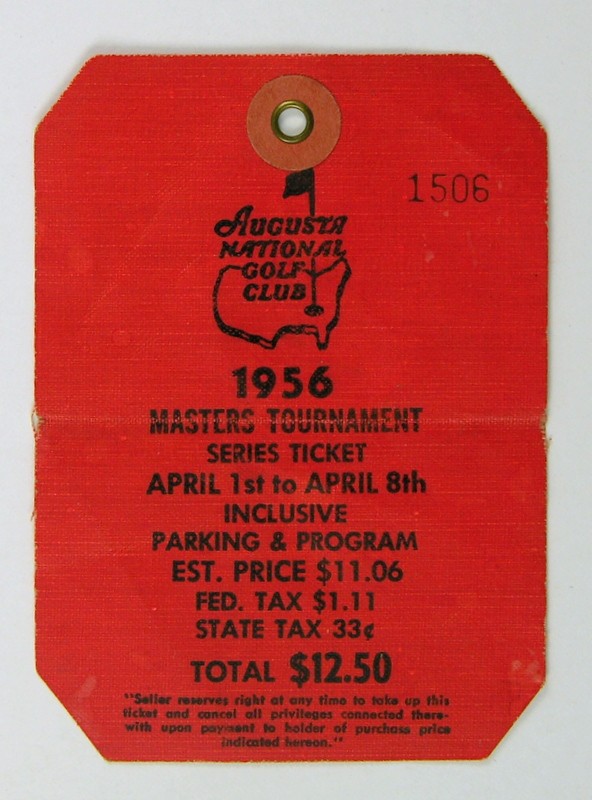 1506
Augusta
National
Golf
Club
1956
MASTERS TOURNAMENT
SERIES TICKET
APRIL 1st to APRIL 8th
INCLUSIVE
PARKING & PROGRAM
EST. PRICE $11.06
FED. TAX $1.11
STATE TAX 33¢
TOTAL $12.50
"Seller reserves right at any time to take up this
ticket and cancel all privileges connected there-
with upon payment to holder of purchase price
indicated hereon."